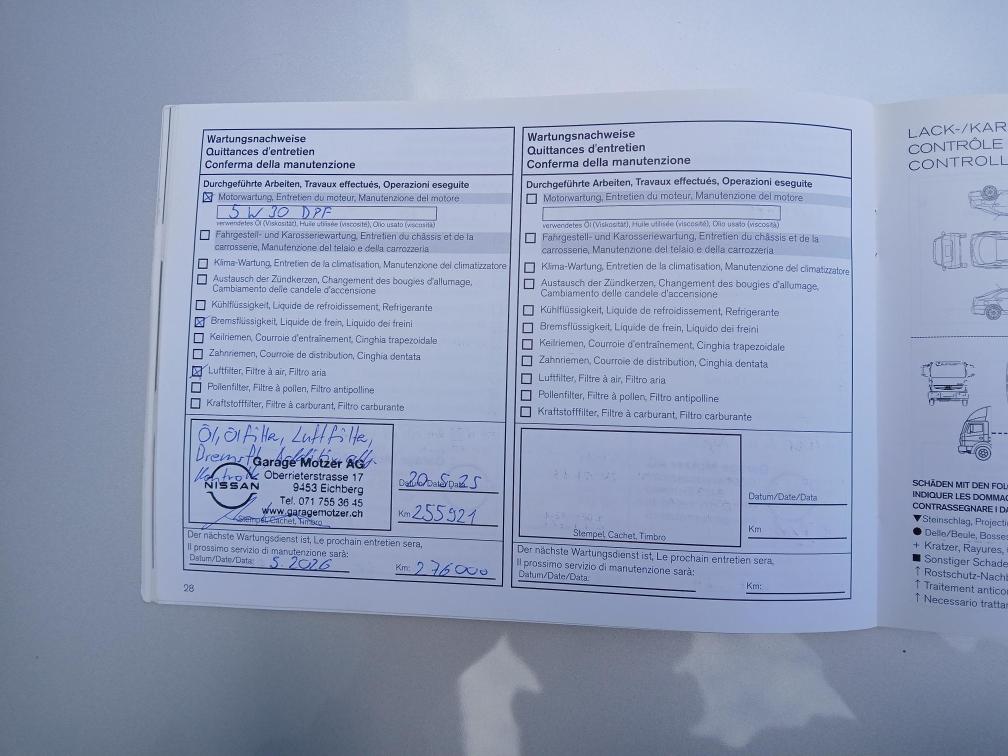 Wartungsnachweise
Quittances d'entretien
Conferma della manutenzione
Durchgeführte Arbeiten, Travaux effectués, Operazioni eseguite
Motorwartung, Entretien du moteur, Manutenzione del motore
5W30 DPF
verwendetes Öl (Viskosität), Huile utilisée (viscosité), Olio usato (viscosità)
Fahrgestell- und Karosseriewartung, Entretien du châssis et de la
carrosserie, Manutenzione del telaio e della carrozzeria
Klima-Wartung, Entretien de la climatisation, Manutenzione del climatizzatore
Austausch der Zündkerzen, Changement des bougies d'allumage,
Cambiamento delle candele d'accensione
Kühlflüssigkeit, Liquide de refroidissement, Refrigerante
Bremsflüssigkeit, Liquide de frein, Liquido dei freini
Keilriemen, Courroie d'entraînement, Cinghia trapezoidale
Zahnriemen, Courroie de distribution, Cinghia dentata
Luftfilter, Filtre à air, Filtro aria
Pollenfilter, Filtre à pollen, Filtro antipolline
Kraftstofffilter, Filtre à carburant, Filtro carburante
Öl, Ölfilter, Luftfilter,
Bremsfl.
Kontrolle
Garage Motzer AG
Oberrieterstrasse 17
9453 Eichberg
NISSAN
Tel. 071 755 36 45
www.garagemotzer.ch
Stempel, Cachet, Timbro
Datum/Date/Data 20.5.25
Km 255921
Der nächste Wartungsdienst ist, Le prochain entretien sera,
Il prossimo servizio di manutenzione sarà:
Datum/Date/Data: 5.2026 Km: 276000
28
Wartungsnachweise
Quittances d'entretien
Conferma della manutenzione
Durchgeführte Arbeiten, Travaux effectués, Operazioni eseguite
Motorwartung, Entretien du moteur, Manutenzione del motore
verwendetes Öl (Viskosität), Huile utilisée (viscosité), Olio usato (viscosità)
Fahrgestell- und Karosseriewartung, Entretien du châssis et de la
carrosserie, Manutenzione del telaio e della carrozzeria
Klima-Wartung, Entretien de la climatisation, Manutenzione del climatizzatore
Austausch der Zündkerzen, Changement des bougies d'allumage,
Cambiamento delle candele d'accensione
Kühlflüssigkeit, Liquide de refroidissement, Refrigerante
Bremsflüssigkeit, Liquide de frein, Liquido dei freini
Keilriemen, Courroie d'entraînement, Cinghia trapezoidale
Zahnriemen, Courroie de distribution, Cinghia dentata
Luftfilter, Filtre à air, Filtro aria
Pollenfilter, Filtre à pollen, Filtro antipolline
Kraftstofffilter, Filtre à carburant, Filtro carburante
Stempel, Cachet, Timbro
Datum/Date/Data
Km
Der nächste Wartungsdienst ist, Le prochain entretien sera,
Il prossimo servizio di manutenzione sarà:
Datum/Date/Data: Km:
LACK-/KAR
CONTRÔLE
CONTROLL
SCHÄDEN MIT DEN FOL
INDIQUER LES DOMMAG
CONTRASSEGNARE I DA
Steinschlag, Projecti
Delle/Beule, Bosse
+ Kratzer, Rayures,
Sonstiger Schade
↑ Rostschutz-Nachb
↑ Traitement antico
↑ Necessario tratta